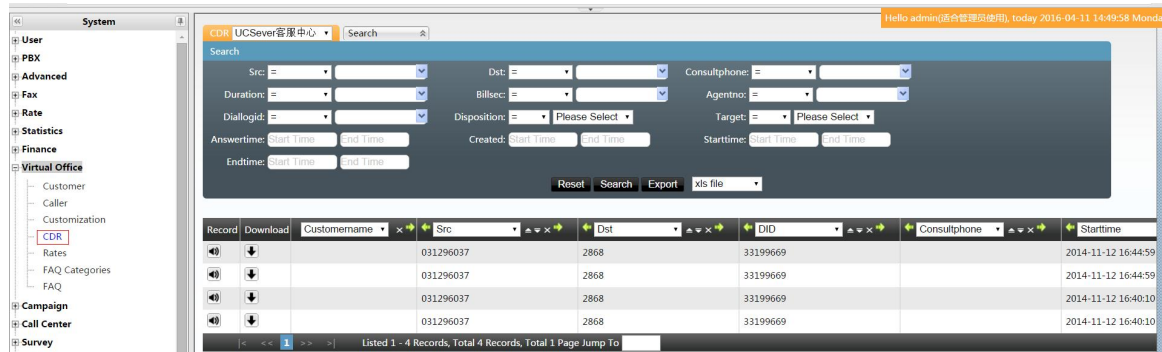 System
Hello admin(适合管理员使用), today 2016-04-11 14:49:58 Monda
User
PBX
Advanced
Fax
Rate
Statistics
Finance
Virtual Office
Customer
Caller
Customization
CDR
Rates
FAQ Categories
FAQ
Campaign
Call Center
Survey
CDR UCSever客服中心 Search
Search
Src: = Dst: = Consultphone: =
Duration: = Billsec: = Agentno: =
Diallogid: = Disposition: = Please Select Target: = Please Select
Answertime: Start Time End Time Created: Start Time End Time Starttime: Start Time End Time
Endtime: Start Time End Time
Reset Search Export xls file
Record Download Customername Src Dst DID Consultphone Starttime
031296037 2868 33199669 2014-11-12 16:44:59
031296037 2868 33199669 2014-11-12 16:44:59
031296037 2868 33199669 2014-11-12 16:40:10
031296037 2868 33199669 2014-11-12 16:40:10
|< << 1 >> >| Listed 1 - 4 Records, Total 4 Records, Total 1 Page Jump To